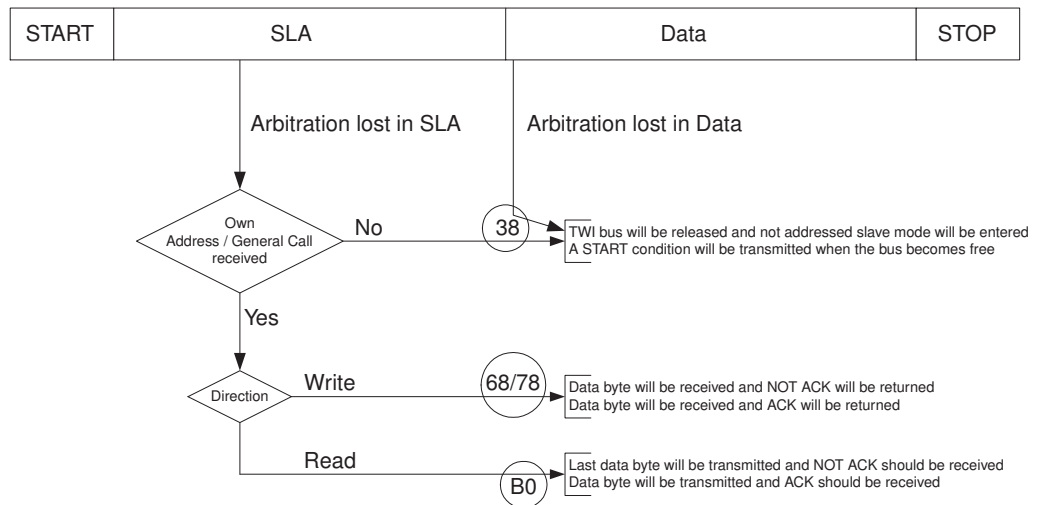 START SLA Data STOP
Arbitration lost in SLA Arbitration lost in Data
Own
Address / General Call
received
No
38
TWI bus will be released and not addressed slave mode will be entered
A START condition will be transmitted when the bus becomes free
Yes
Direction
Write
68/78
Data byte will be received and NOT ACK will be returned
Data byte will be received and ACK will be returned
Read
B0
Last data byte will be transmitted and NOT ACK should be received
Data byte will be transmitted and ACK should be received